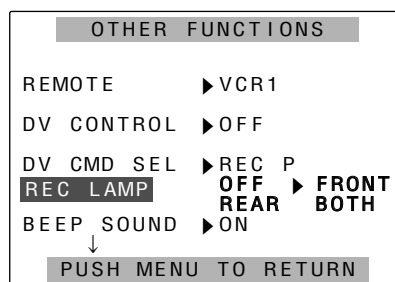 OTHER FUNCTIONS
REMOTE ▶VCR1
DV CONTROL ▶OFF
DV CMD SEL ▶REC P
REC LAMP OFF ▶ FRONT
REAR BOTH
BEEP SOUND ▶ON
↓
PUSH MENU TO RETURN